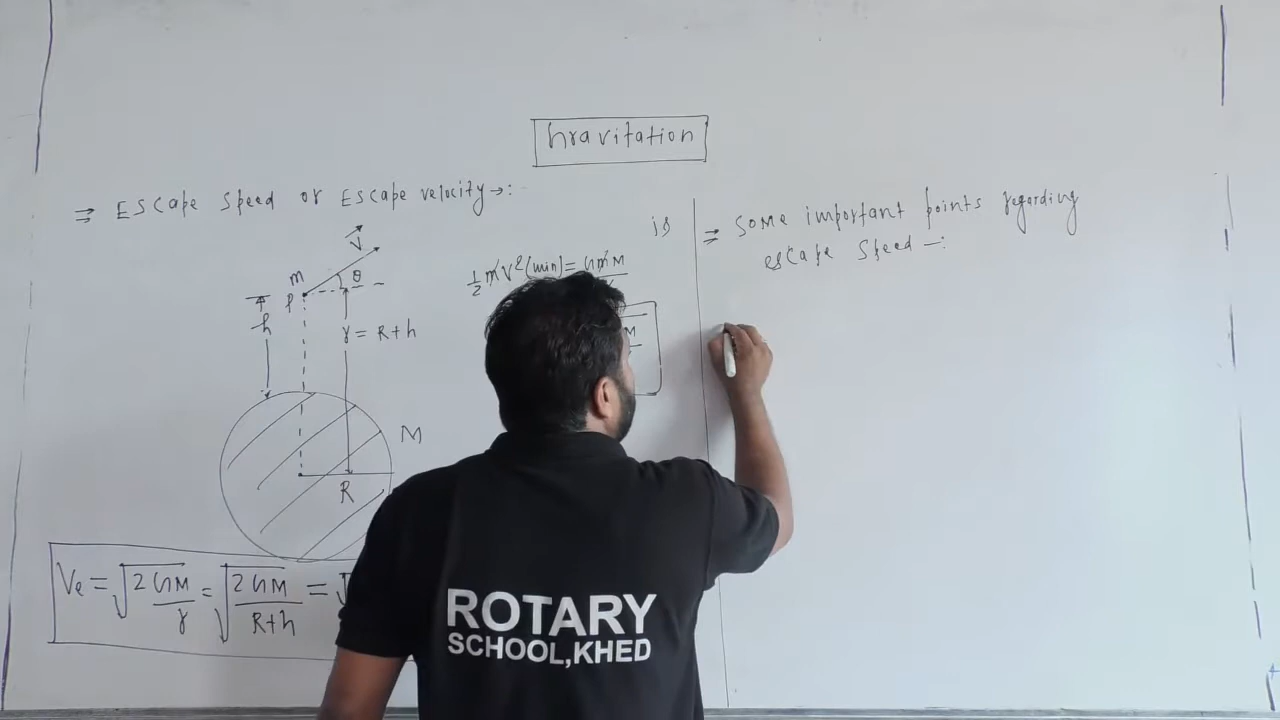 Gravitation
⇒ Escape speed or Escape velocity →:
V
m
θ
P
h
r = R+h
M
R
Ve = √2GM/r = √2GM/R+h = √
is
½ m V²(min) = GmM
M
⇒ Some important points regarding
escape speed –:
ROTARY
SCHOOL,KHED